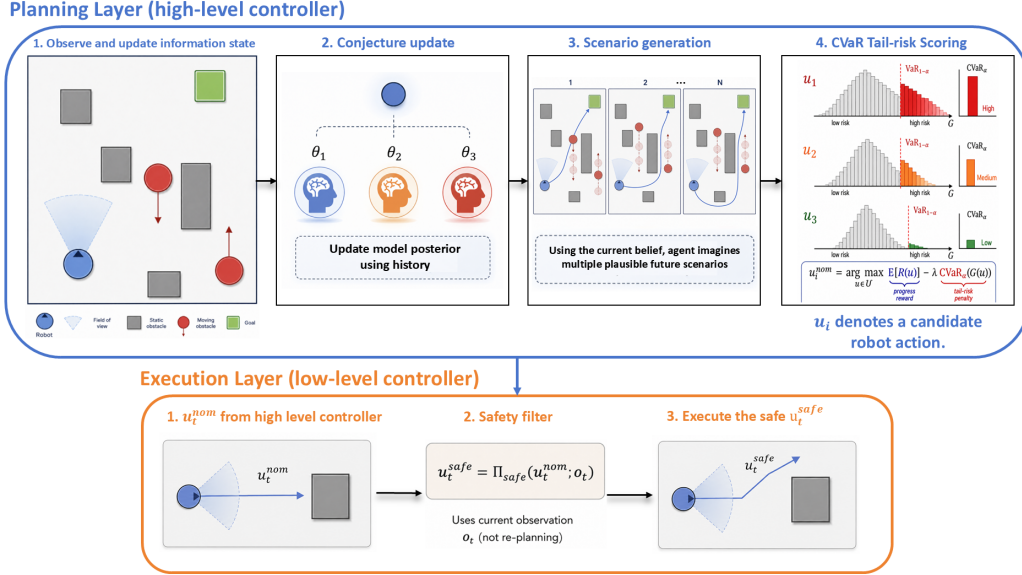 Planning Layer (high-level controller)
1. Observe and update information state
2. Conjecture update
3. Scenario generation
4. CVaR Tail-risk Scoring
θ₁
θ₂
θ₃
Update model posterior
using history
1
2
•••
N
Using the current belief, agent imagines
multiple plausible future scenarios
u₁
VaR₁₋α
low risk
high risk
G
CVaRα
High
u₂
VaR₁₋α
low risk
high risk
G
CVaRα
Medium
u₃
VaR₁₋α
low risk
high risk
G
CVaRα
Low
uᵢⁿᵒᵐ = arg max E[R(u)] − λ CVaRα(G(u))
u∈U
progress
reward
tail-risk
penalty
Robot
Field of
view
Static
obstacle
Moving
obstacle
Goal
uᵢ denotes a candidate
robot action.
Execution Layer (low-level controller)
1. uₜⁿᵒᵐ from high level controller
2. Safety filter
3. Execute the safe uₜˢᵃᶠᵉ
uₜⁿᵒᵐ
uₜˢᵃᶠᵉ = Π_safe(uₜⁿᵒᵐ; oₜ)
Uses current observation
oₜ (not re-planning)
uₜˢᵃᶠᵉ